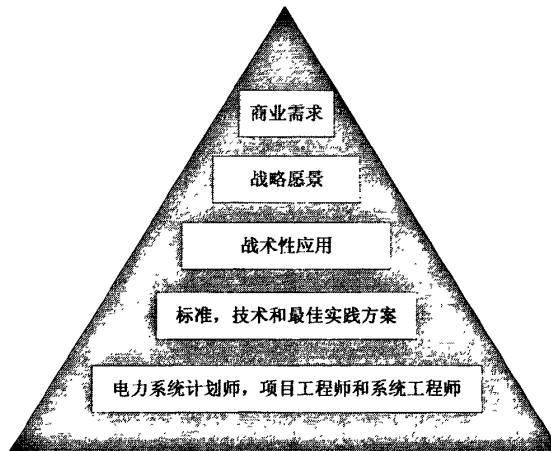 商业需求
战略愿景
战术性应用
标准，技术和最佳实践方案
电力系统计划师，项目工程师和系统工程师